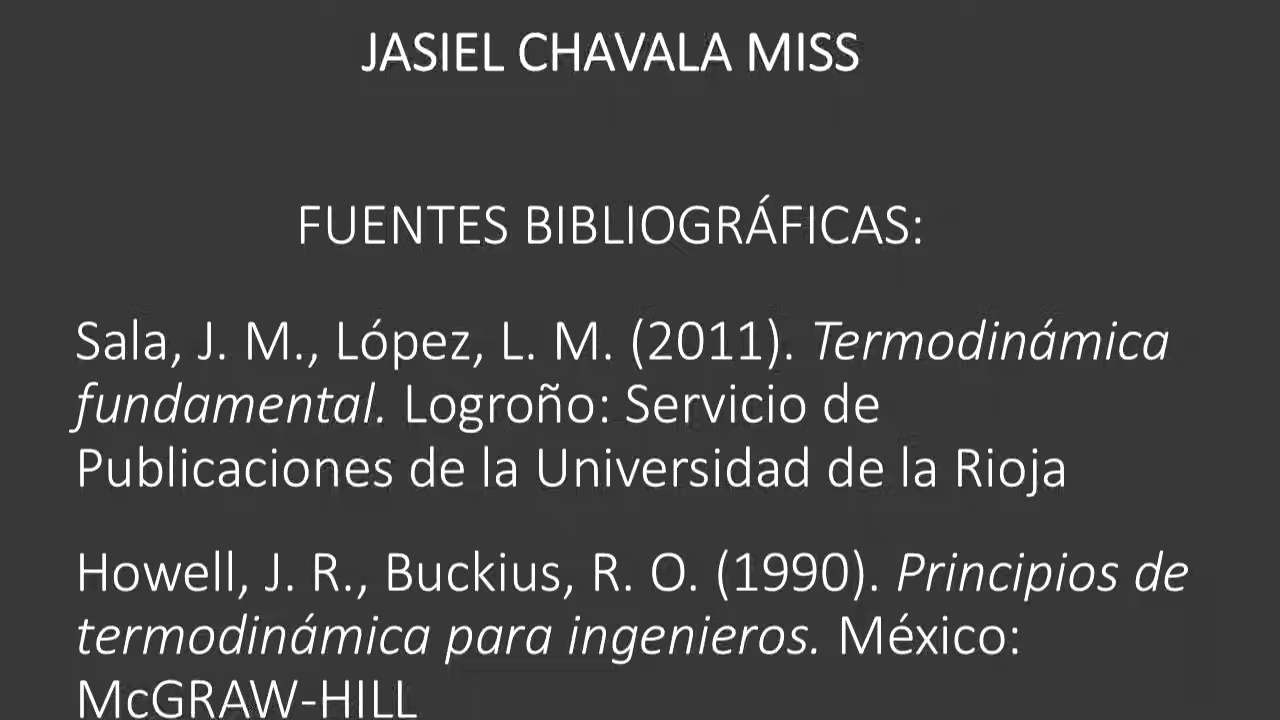 JASIEL CHAVALA MISS
FUENTES BIBLIOGRÁFICAS:
Sala, J. M., López, L. M. (2011). Termodinámica
fundamental. Logroño: Servicio de
Publicaciones de la Universidad de la Rioja
Howell, J. R., Buckius, R. O. (1990). Principios de
termodinámica para ingenieros. México:
McGRAW-HILL